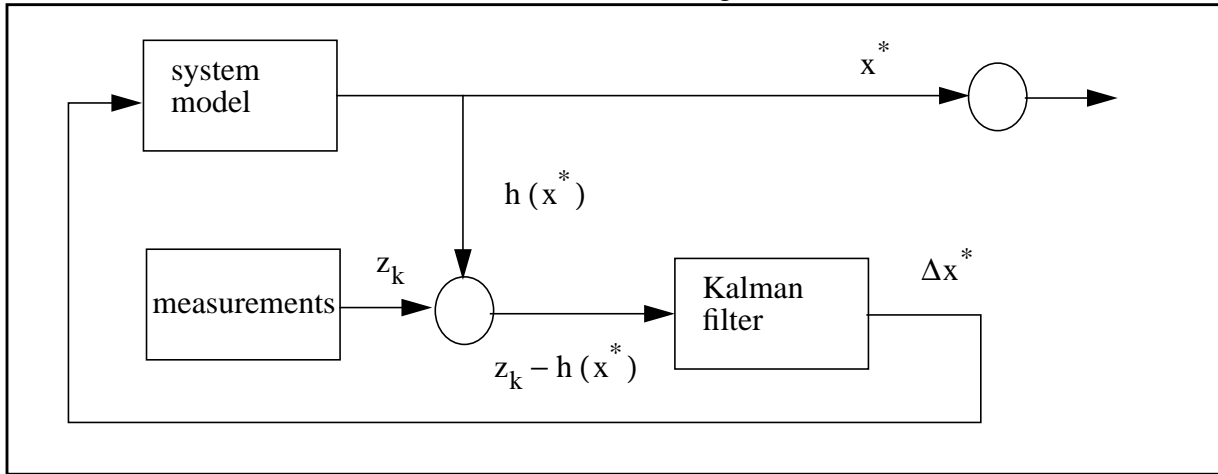 x*
system
model
h(x*)
z_k
Δx*
measurements
Kalman
filter
z_k − h(x*)